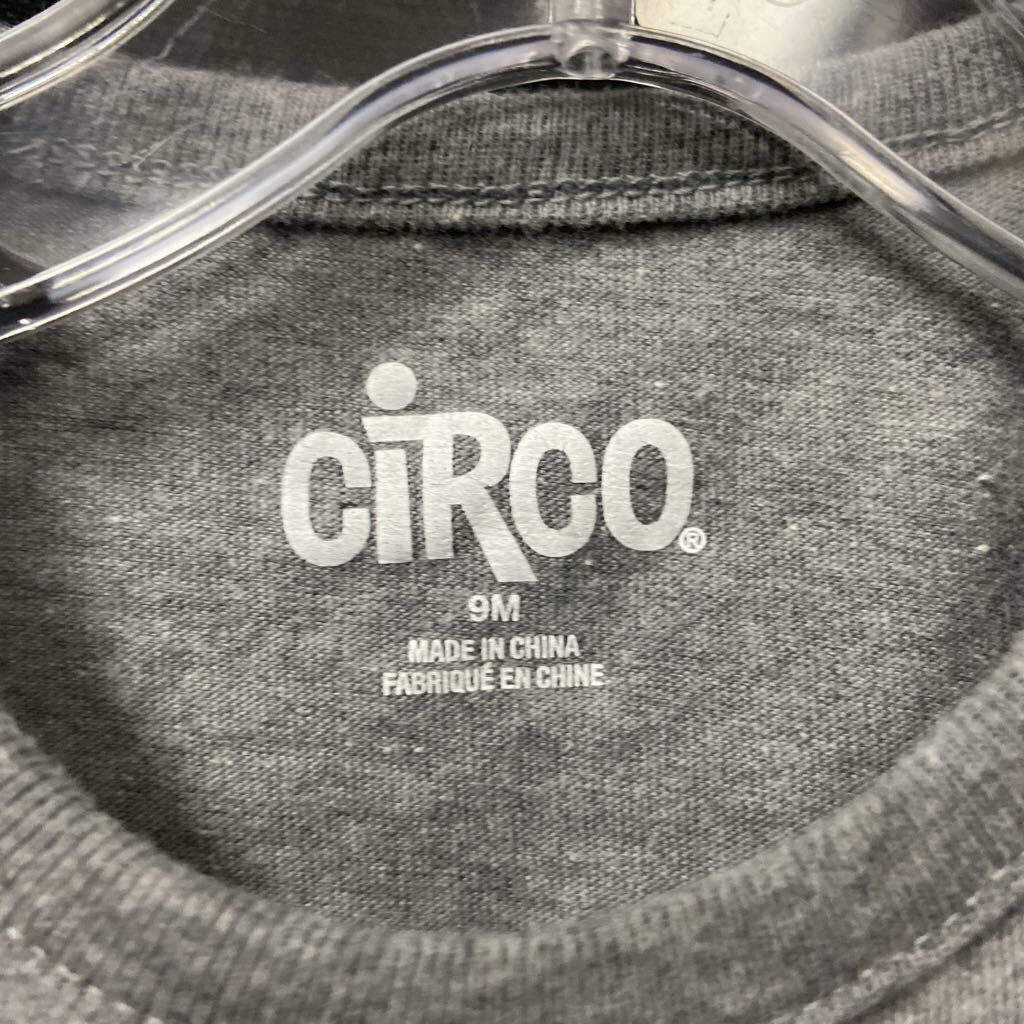 CiRCO®
9M
MADE IN CHINA
FABRIQUÉ EN CHINE